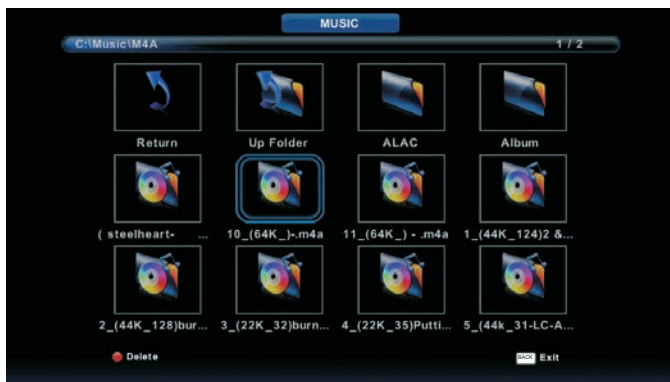 MUSIC
C:\Music\M4A 1 / 2
Return Up Folder ALAC Album
( steelheart- ... 10_(64K_)-.m4a 11_(64K_) - .m4a 1_(44K_124)2 &...
2_(44K_128)bur... 3_(22K_32)burn... 4_(22K_35)Putti... 5_(44k_31-LC-A...
Delete BACK Exit